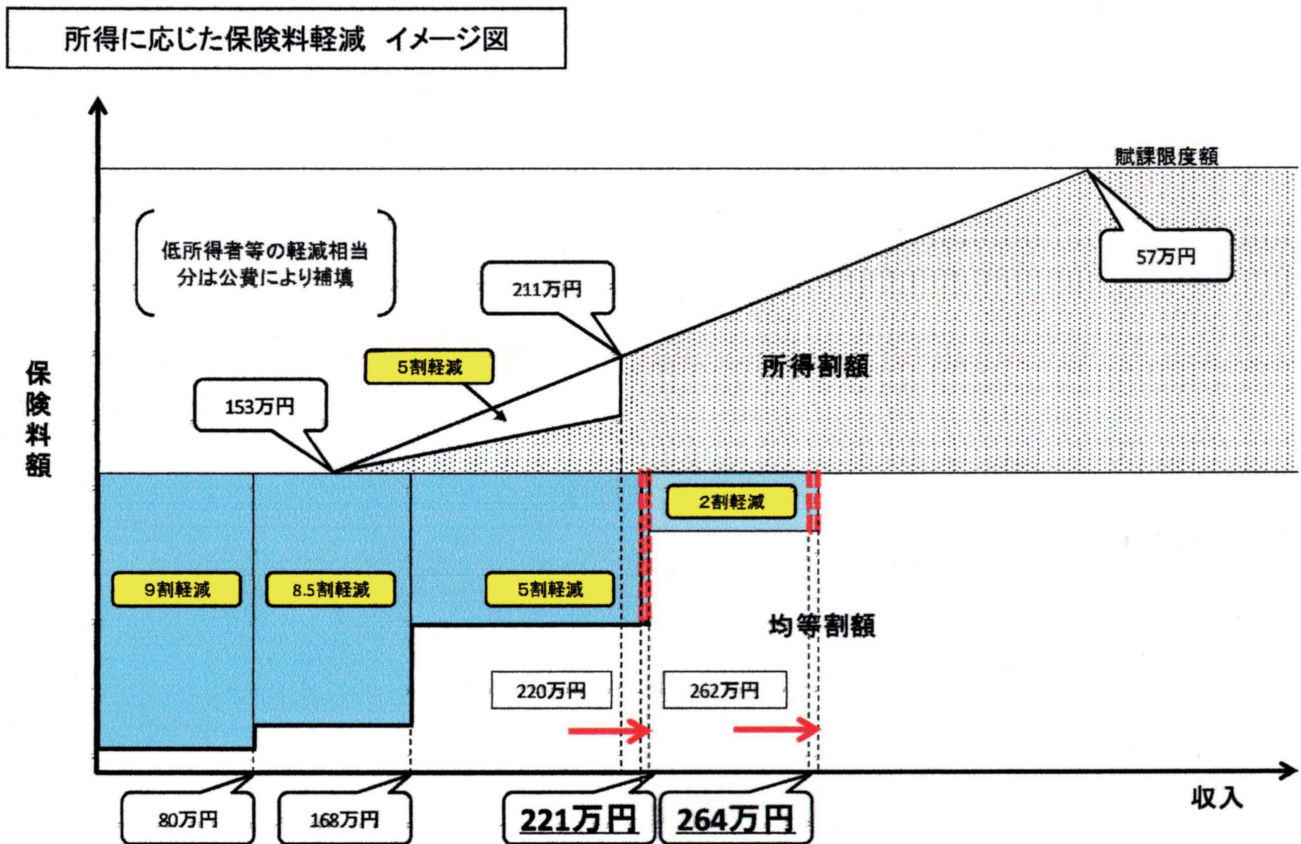 所得に応じた保険料軽減 イメージ図
賦課限度額
低所得者等の軽減相当
分は公費により補填
57万円
211万円
5割軽減
所得割額
153万円
保険料額
2割軽減
9割軽減
8.5割軽減
5割軽減
均等割額
220万円
262万円
80万円
168万円
221万円
264万円
収入